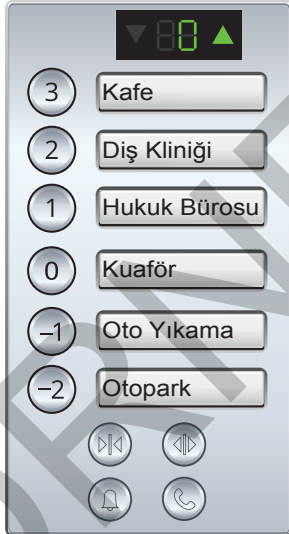 0
3 Kafe
2 Diş Kliniği
1 Hukuk Bürosu
0 Kuaför
–1 Oto Yıkama
–2 Otopark